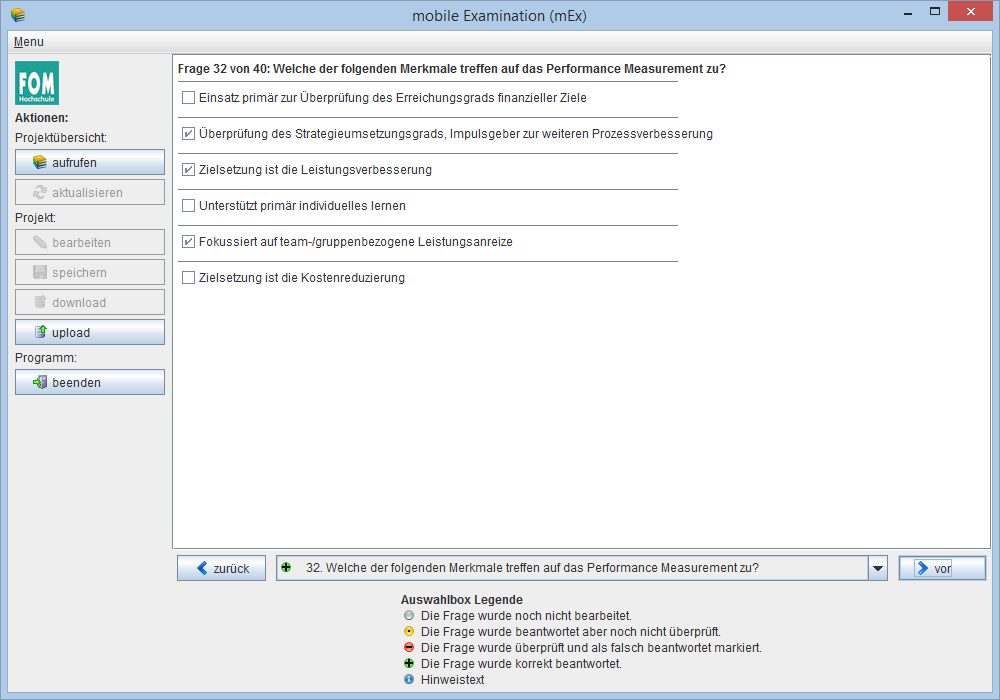 mobile Examination (mEx)
Menu
FOM
Hochschule
Aktionen:
Projektübersicht:
aufrufen
aktualisieren
Projekt:
bearbeiten
speichern
download
upload
Programm:
beenden
Frage 32 von 40: Welche der folgenden Merkmale treffen auf das Performance Measurement zu?
Einsatz primär zur Überprüfung des Erreichungsgrads finanzieller Ziele
Überprüfung des Strategieumsetzungsgrads, Impulsgeber zur weiteren Prozessverbesserung
Zielsetzung ist die Leistungsverbesserung
Unterstützt primär individuelles lernen
Fokussiert auf team-/gruppenbezogene Leistungsanreize
Zielsetzung ist die Kostenreduzierung
zurück
32. Welche der folgenden Merkmale treffen auf das Performance Measurement zu?
vor
Auswahlbox Legende
Die Frage wurde noch nicht bearbeitet.
Die Frage wurde beantwortet aber noch nicht überprüft.
Die Frage wurde überprüft und als falsch beantwortet markiert.
Die Frage wurde korrekt beantwortet.
Hinweistext